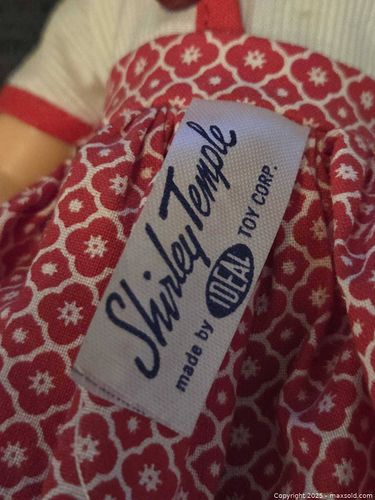 Shirley Temple
made by IDEAL TOY CORP.
Copyright 2025 - maxsold.com